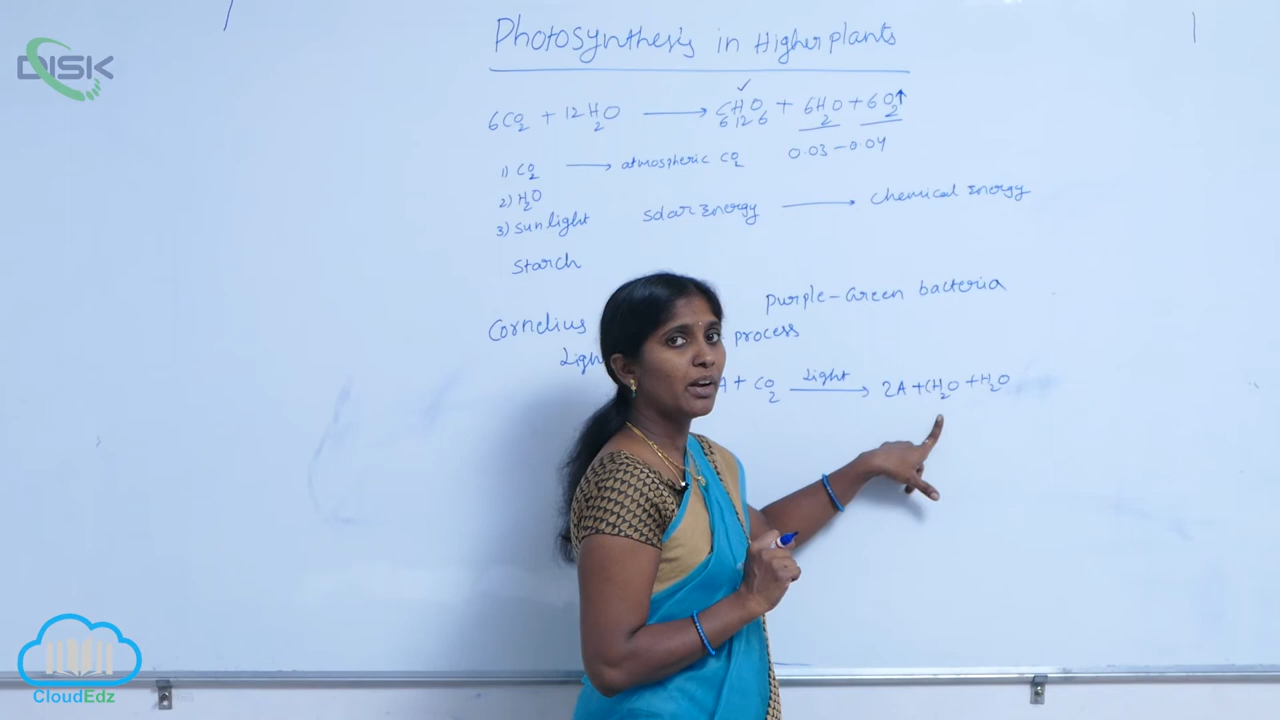 DISK
Photosynthesis in Higher plants
6CO2 + 12H2O → C6H12O6 + 6H2O + 6O2↑
0.03 - 0.04
1) CO2 → atmospheric CO2
2) H2O
3) sunlight solar Energy → chemical energy
starch
purple-Green bacteria
Cornelius process
Ligh
A + CO2 Light → 2A + CH2O + H2O
CloudEdz